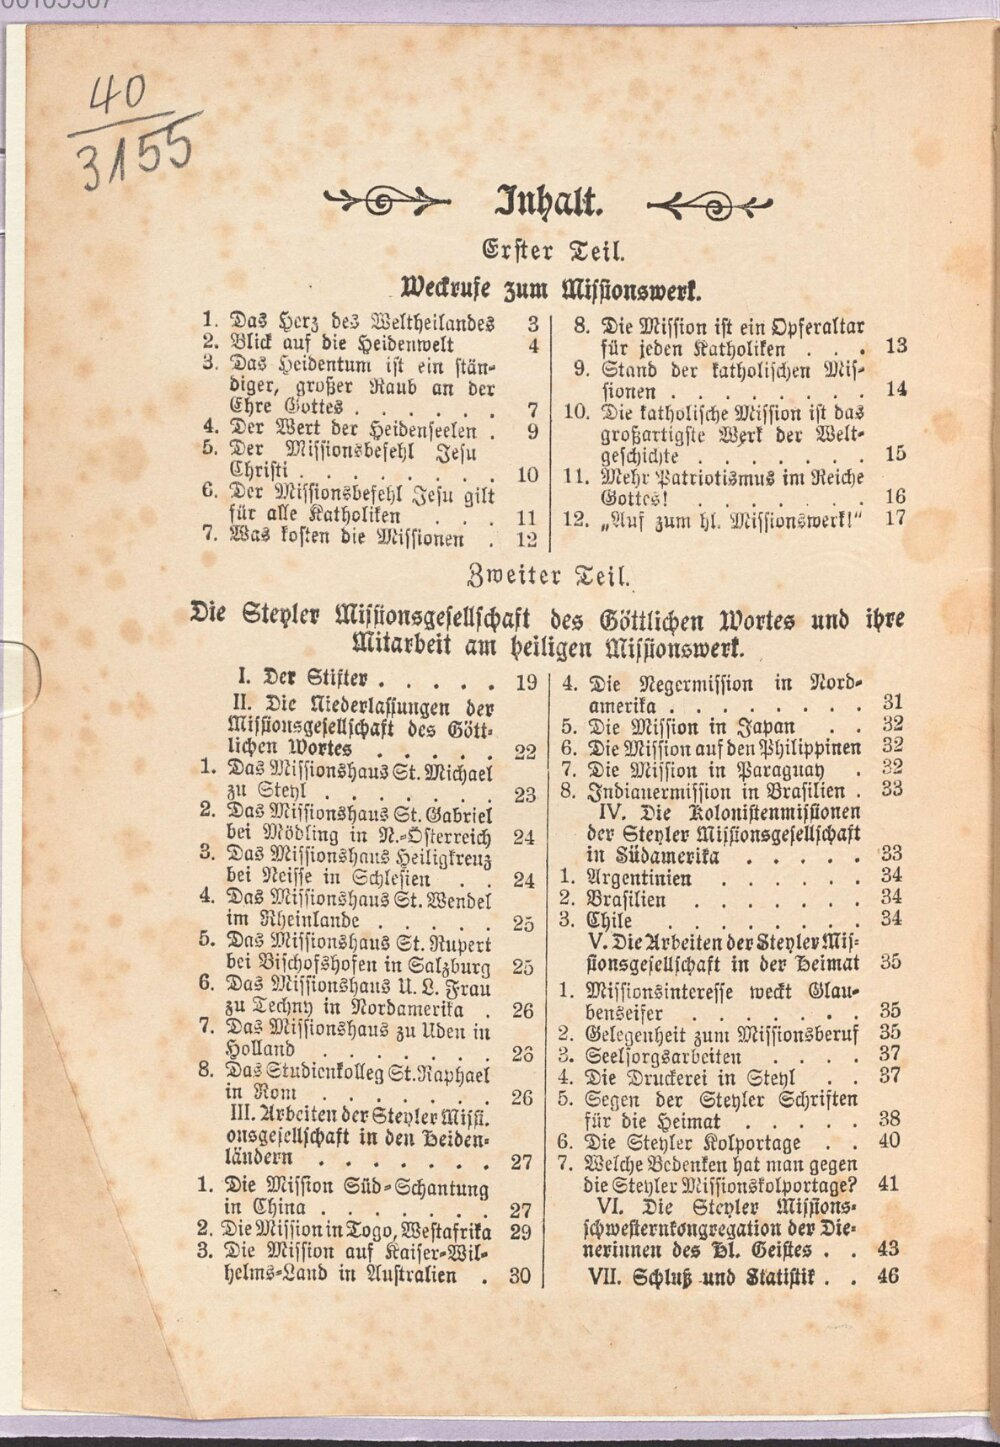 40
3155
Inhalt.
Erster Teil.
Weckrufe zum Missionswerk.
1. Das Herz des Weltheilandes 3
2. Blick auf die Heidenwelt 4
3. Das Heidentum ist ein stän-
diger, großer Raub an der
Ehre Gottes . . . . . . 7
4. Der Wert der Heidenseelen . 9
5. Der Missionsbefehl Jesu
Christi . . . . . . . . 10
6. Der Missionsbefehl Jesu gilt
für alle Katholiken . . . 11
7. Was kosten die Missionen . 12
8. Die Mission ist ein Opferaltar
für jeden Katholiken . . . 13
9. Stand der katholischen Mis-
sionen . . . . . . . . 14
10. Die katholische Mission ist das
großartigste Werk der Welt-
geschichte . . . . . . . 15
11. Mehr Patriotismus im Reiche
Gottes! . . . . . . . 16
12. „Auf zum hl. Missionswerk!“ 17
Zweiter Teil.
Die Steyler Missionsgesellschaft des Göttlichen Wortes und ihre
Mitarbeit am heiligen Missionswerk.
I. Der Stifter . . . . . 19
II. Die Niederlassungen der
Missionsgesellschaft des Gött-
lichen Wortes . . . . . 22
1. Das Missionshaus St. Michael
zu Steyl . . . . . . . 23
2. Das Missionshaus St. Gabriel
bei Mödling in N.-Österreich 24
3. Das Missionshaus Heiligkreuz
bei Neisse in Schlesien . . 24
4. Das Missionshaus St. Wendel
im Rheinlande . . . . . 25
5. Das Missionshaus St. Rupert
bei Bischofshofen in Salzburg 25
6. Das Missionshaus U. L. Frau
zu Techny in Nordamerika . 26
7. Das Missionshaus zu Uden in
Holland . . . . . . . 26
8. Das Studienkolleg St. Raphael
in Rom . . . . . . . 26
III. Arbeiten der Steyler Missi.
onsgesellschaft in den Heiden-
ländern . . . . . . . 27
1. Die Mission Süd-Schantung
in China . . . . . . . 27
2. Die Mission in Togo, Westafrika 29
3. Die Mission auf Kaiser-Wil-
helms-Land in Australien . 30
4. Die Negermission in Nord-
amerika . . . . . . . . 31
5. Die Mission in Japan . . 32
6. Die Mission auf den Philippinen 32
7. Die Mission in Paraguay . 32
8. Indianermission in Brasilien . 33
IV. Die Kolonistenmissionen
der Steyler Missionsgesellschaft
in Südamerika . . . . . 33
1. Argentinien . . . . . . 34
2. Brasilien . . . . . . . 34
3. Chile . . . . . . . . 34
V. Die Arbeiten der Steyler Mis-
sionsgesellschaft in der Heimat 35
1. Missionsinteresse weckt Glau-
benseifer . . . . . . . 35
2. Gelegenheit zum Missionsberuf 35
3. Seelsorgsarbeiten . . . . 37
4. Die Druckerei in Steyl . . 37
5. Segen der Steyler Schriften
für die Heimat . . . . . 38
6. Die Steyler Kolportage . . 40
7. Welche Bedenken hat man gegen
die Steyler Missionskolportage? 41
VI. Die Steyler Missions-
schwesternkongregation der Die-
nerinnen des Hl. Geistes . . 43
VII. Schluß und Statistik . . 46